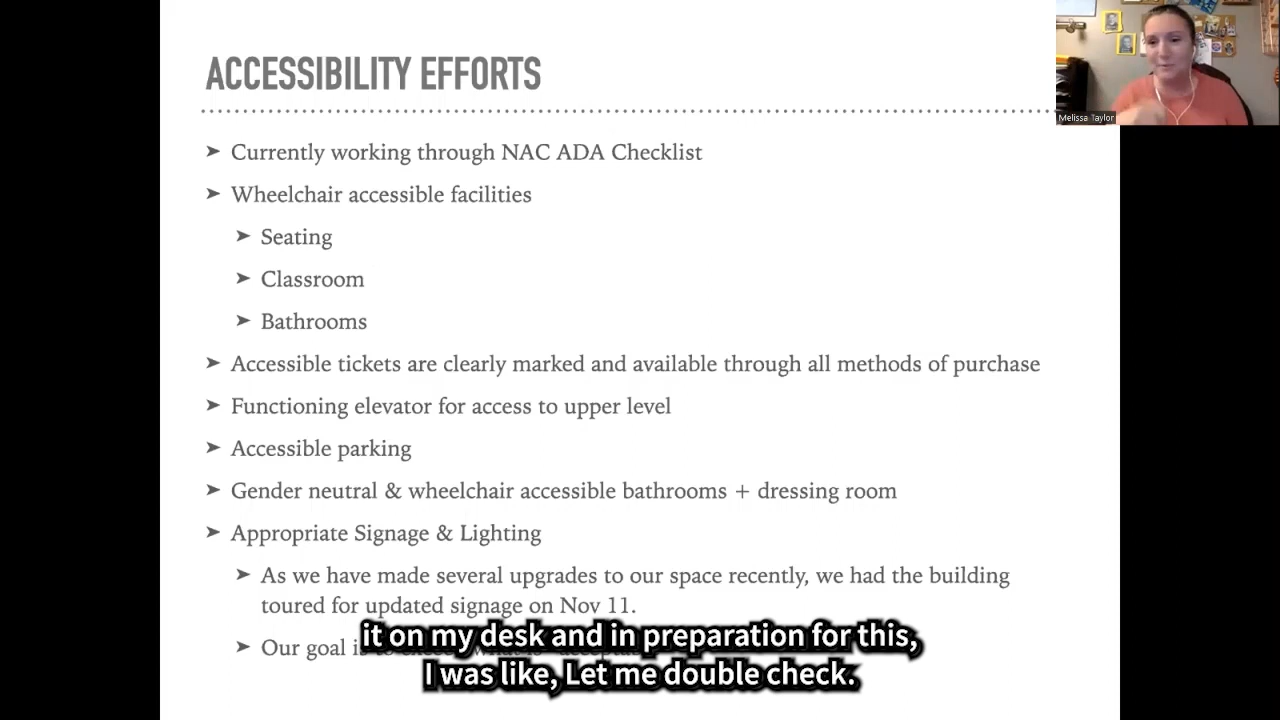 ACCESSIBILITY EFFORTS
Melissa Taylor
➤ Currently working through NAC ADA Checklist
➤ Wheelchair accessible facilities
➤ Seating
➤ Classroom
➤ Bathrooms
➤ Accessible tickets are clearly marked and available through all methods of purchase
➤ Functioning elevator for access to upper level
➤ Accessible parking
➤ Gender neutral & wheelchair accessible bathrooms + dressing room
➤ Appropriate Signage & Lighting
➤ As we have made several upgrades to our space recently, we had the building
toured for updated signage on Nov 11.
➤ Our goal
it on my desk and in preparation for this,
I was like, Let me double check.